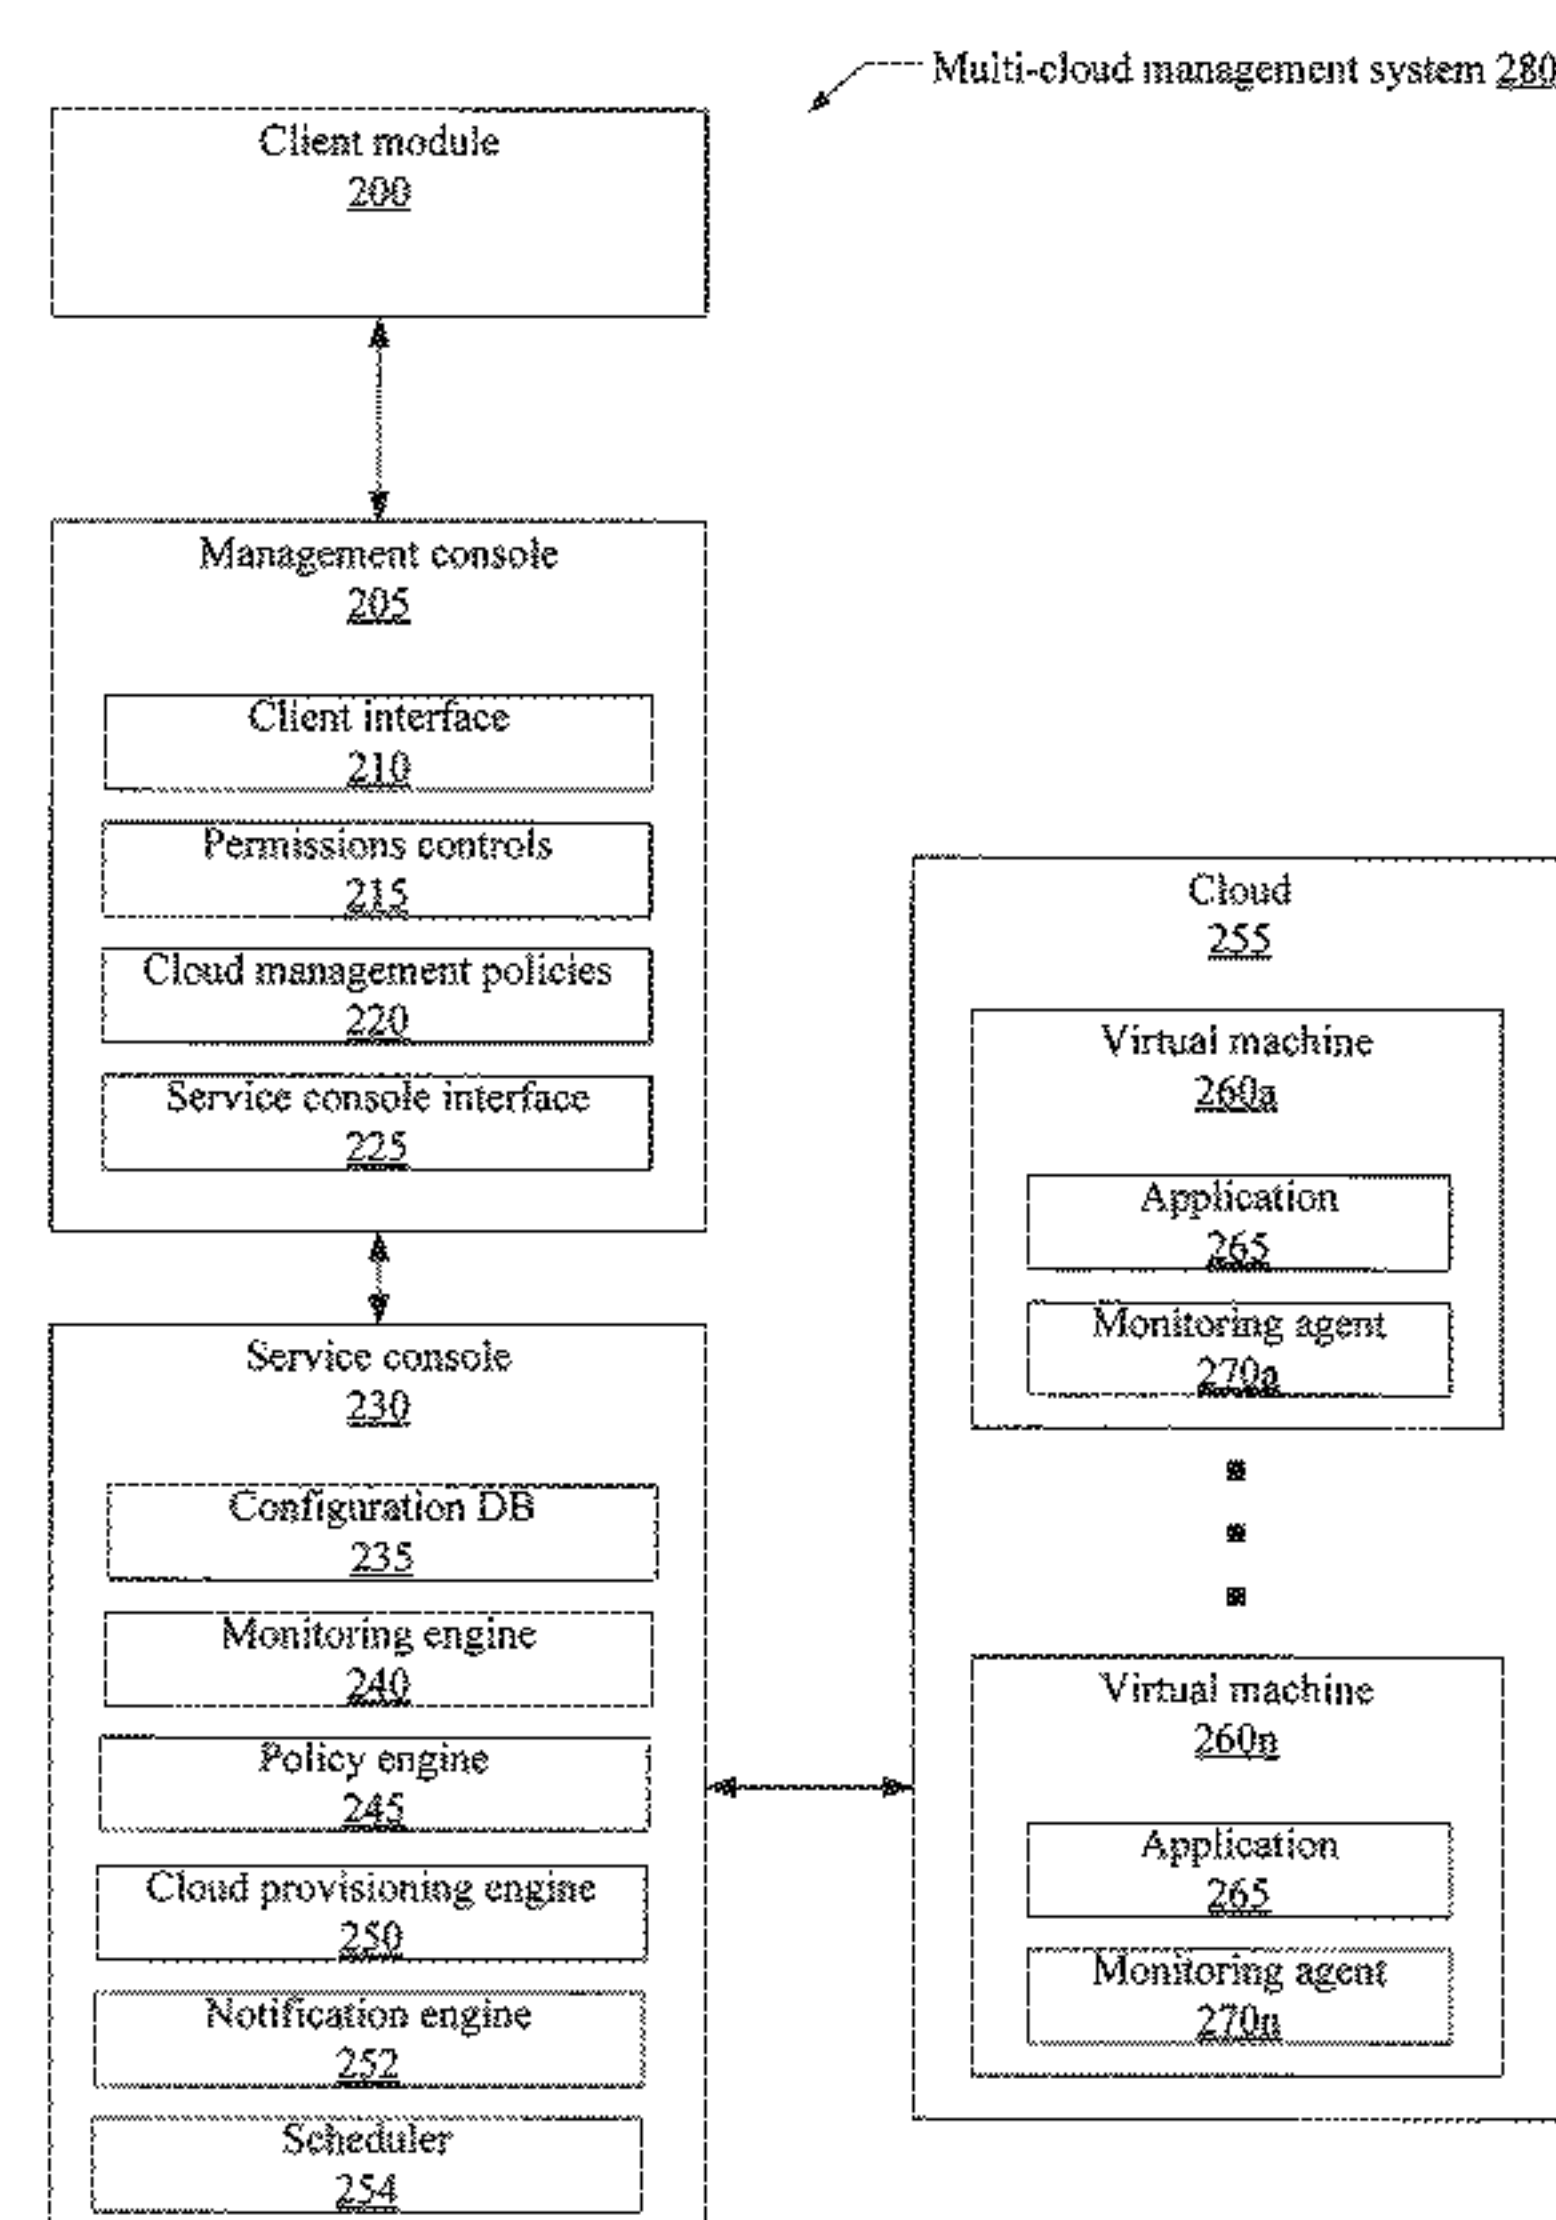 Multi-cloud management system 280
Client module
200
Management console
205
Client interface
210
Permissions controls
215
Cloud management policies
220
Service console interface
225
Service console
230
Configuration DB
235
Monitoring engine
240
Policy engine
245
Cloud provisioning engine
250
Notification engine
252
Scheduler
254
Cloud
255
Virtual machine
260a
Application
265
Monitoring agent
270a
Virtual machine
260n
Application
265
Monitoring agent
270n